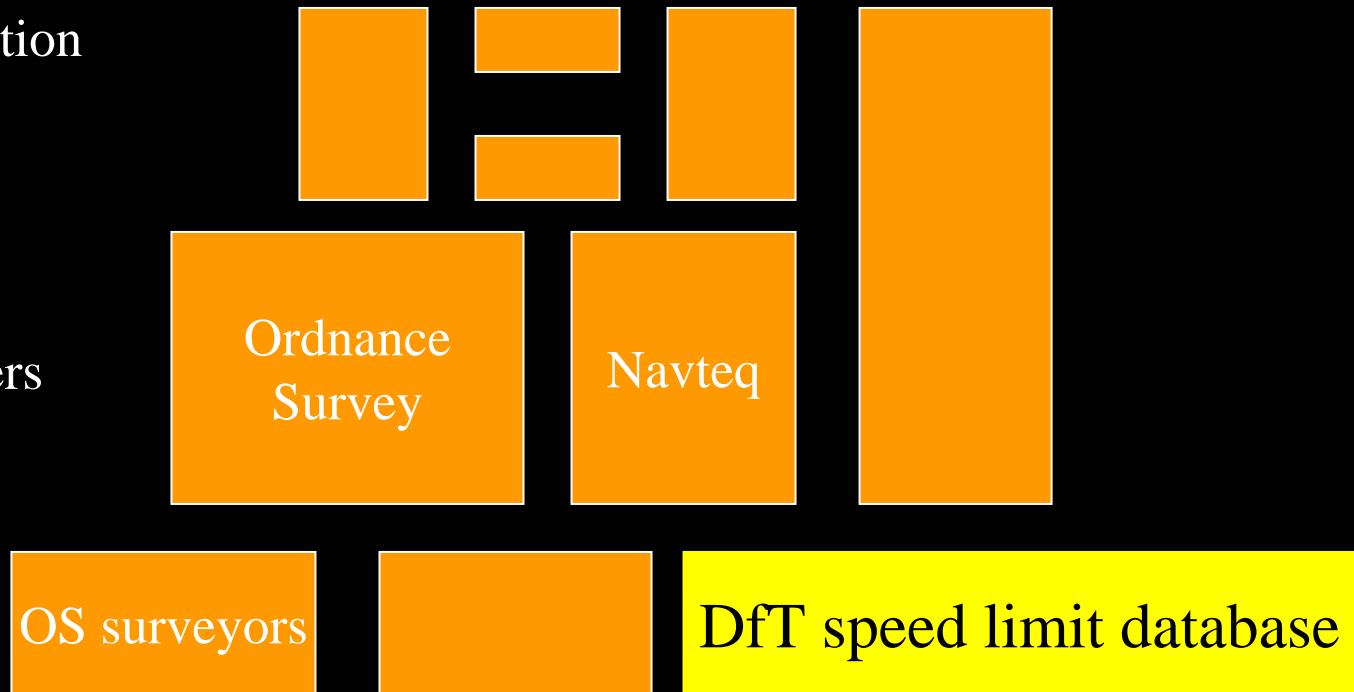 tion
Ordnance
Survey
Navteq
ers
OS surveyors
DfT speed limit database